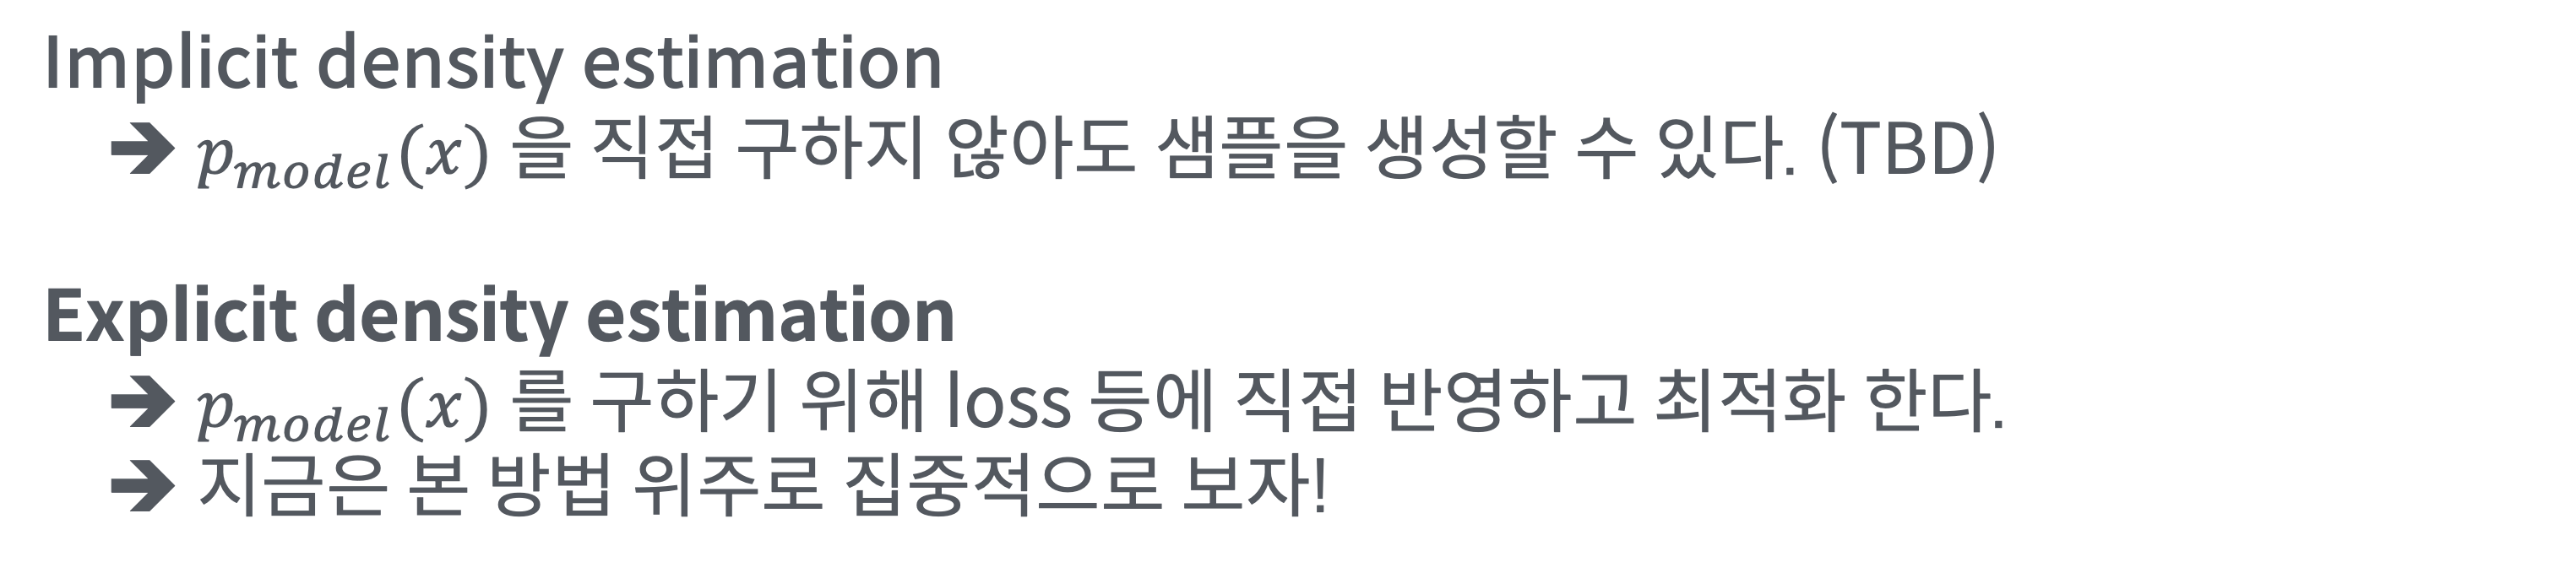 Implicit density estimation
➔ p_model(x) 을 직접 구하지 않아도 샘플을 생성할 수 있다. (TBD)
Explicit density estimation
➔ p_model(x) 를 구하기 위해 loss 등에 직접 반영하고 최적화 한다.
➔ 지금은 본 방법 위주로 집중적으로 보자!